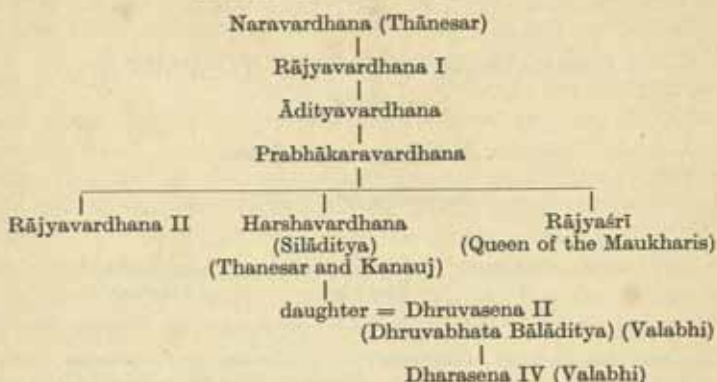 Naravardhana (Thānesar)
Rājyavardhana I
Ādityavardhana
Prabhākaravardhana
Rājyavardhana II Harshavardhana Rājyaśrī
(Silāditya) (Queen of the Maukharis)
(Thanesar and Kanauj)
daughter = Dhruvasena II
(Dhruvabhata Bālāditya) (Valabhi)
Dharasena IV (Valabhi)